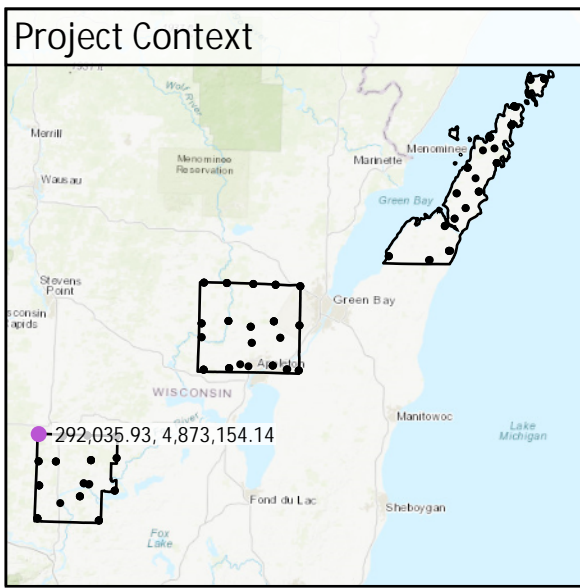 Project Context
Wolf
River
Merrill
Menominee
Marinette
Menominee
Reservation
Wausau
Green Bay
Stevens
Point
Green Bay
Appleton
WISCONSIN
Manitowoc
River
292,035.93, 4,873,154.14
Lake
Michigan
Fond du Lac
Sheboygan
Fox
Lake